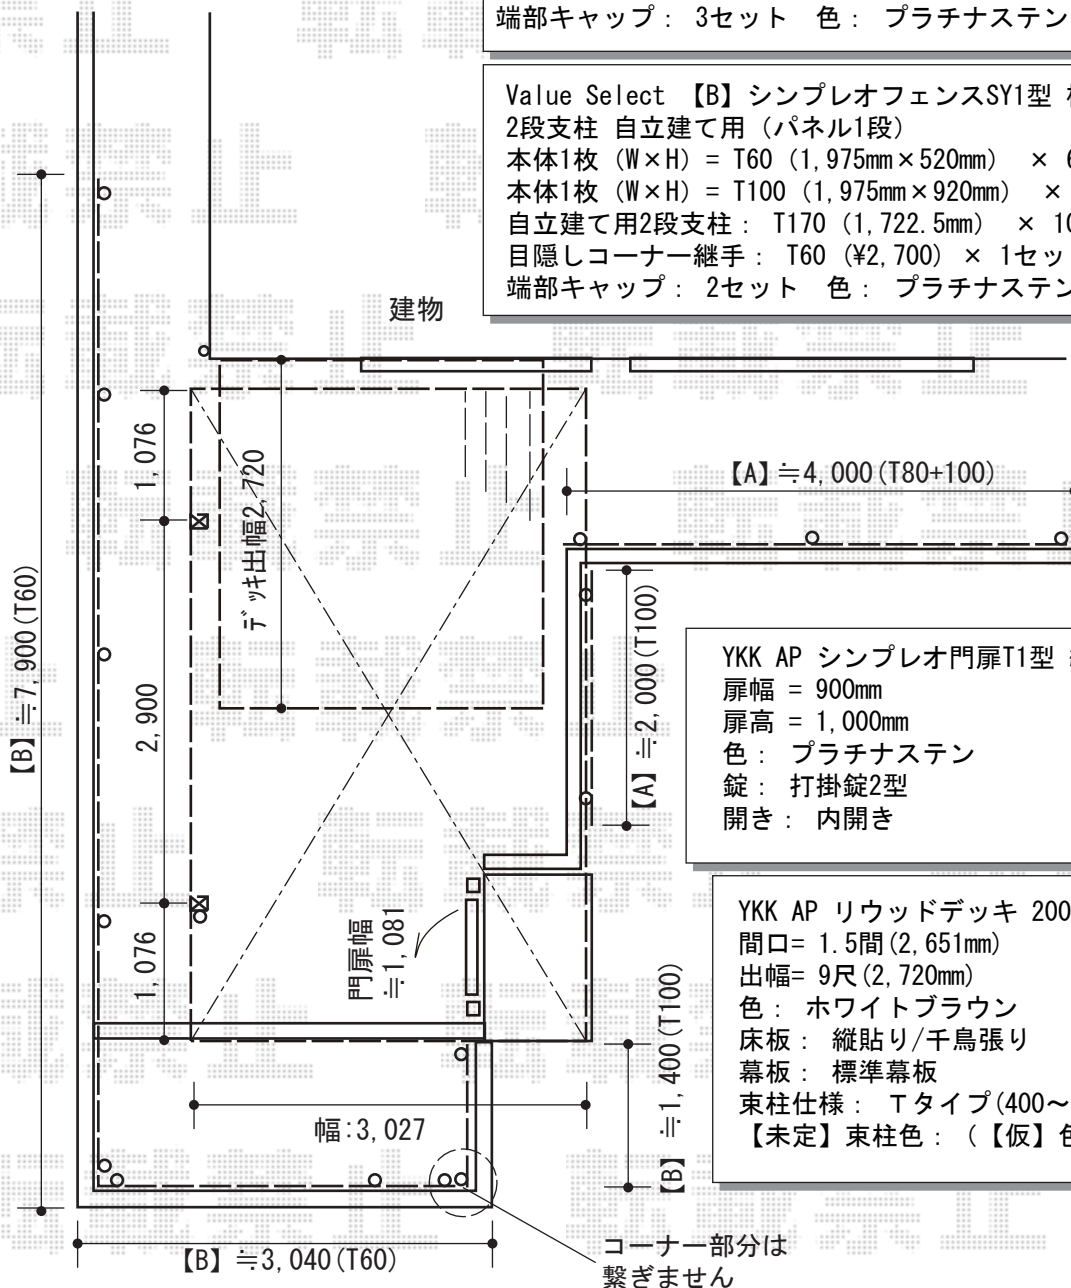 端部キャップ： 3セット 色： プラチナステン
Value Select 【B】シンプレオフェンスSY1型
2段支柱 自立建て用（パネル1段）
本体1枚（W×H）= T60（1,975mm×520mm） ×
本体1枚（W×H）= T100（1,975mm×920mm） ×
自立建て用2段支柱： T170（1,722.5mm） × 10
目隠しコーナー継手： T60（¥2,700）× 1セッ
端部キャップ： 2セット 色： プラチナステン
建物
1,076
デッキ出幅2,720
【A】≒4,000(T80+100)
【B】≒7,900(T60)
2,900
【A】≒2,000(T100)
YKK AP シンプレオ門扉T1型
扉幅 = 900mm
扉高 = 1,000mm
色： プラチナステン
錠： 打掛錠2型
開き： 内開き
門扉幅
≒1,081
1,076
YKK AP リウッドデッキ 200
間口= 1.5間(2,651mm)
出幅= 9尺(2,720mm)
色： ホワイトブラウン
床板： 縦貼り/千鳥張り
幕板： 標準幕板
束柱仕様： Tタイプ(400～
【未定】束柱色：（【仮】色
【B】≒1,400(T100)
幅:3,027
【B】≒3,040(T60)
コーナー部分は
繋ぎません